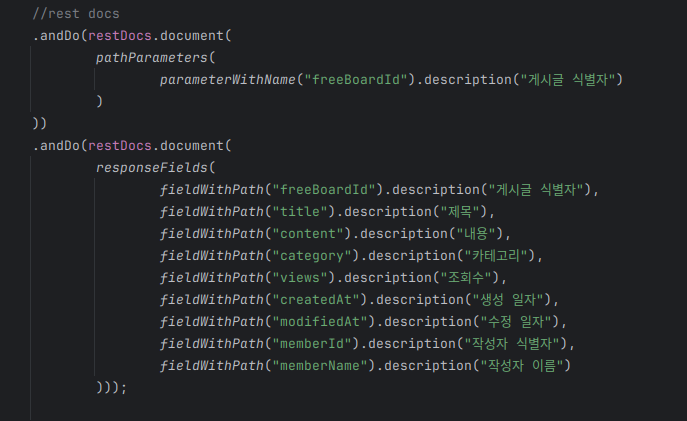 //rest docs
.andDo(restDocs.document(
pathParameters(
parameterWithName("freeBoardId").description("게시글 식별자")
)
))
.andDo(restDocs.document(
responseFields(
fieldWithPath("freeBoardId").description("게시글 식별자"),
fieldWithPath("title").description("제목"),
fieldWithPath("content").description("내용"),
fieldWithPath("category").description("카테고리"),
fieldWithPath("views").description("조회수"),
fieldWithPath("createdAt").description("생성 일자"),
fieldWithPath("modifiedAt").description("수정 일자"),
fieldWithPath("memberId").description("작성자 식별자"),
fieldWithPath("memberName").description("작성자 이름")
)));